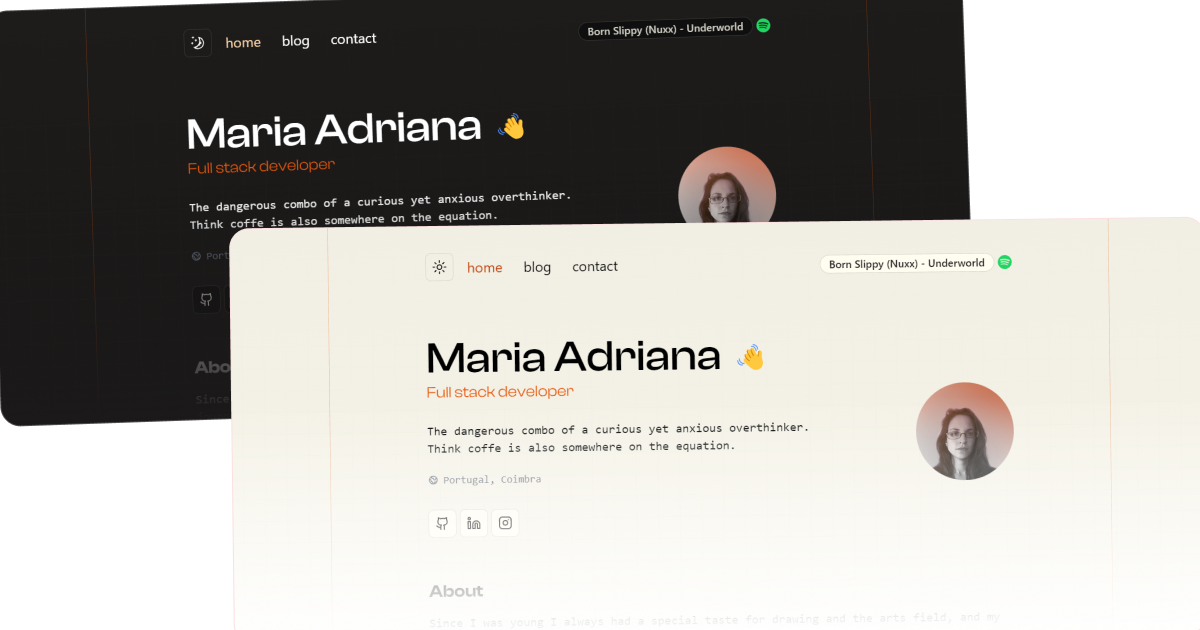 home blog contact
Born Slippy (Nuxx) - Underworld
Maria Adriana
Full stack developer
The dangerous combo of a curious yet anxious overthinker.
Think coffe is also somewhere on the equation.
Port
Abo
Since
home blog contact
Born Slippy (Nuxx) - Underworld
Maria Adriana
Full stack developer
The dangerous combo of a curious yet anxious overthinker.
Think coffe is also somewhere on the equation.
Portugal, Coimbra
in
About
Since I was young I always had a special taste for drawing and the arts field, and my